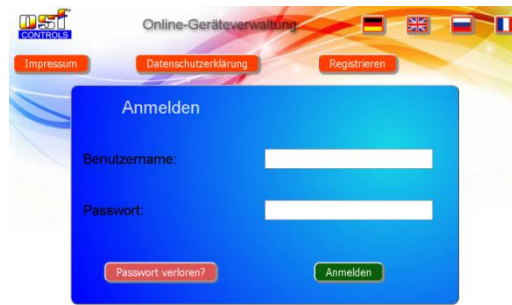 osf
CONTROLS
Online-Geräteverwaltung
Impressum
Datenschutzerklärung
Registrieren
Anmelden
Benutzername:
Passwort:
Passwort verloren?
Anmelden